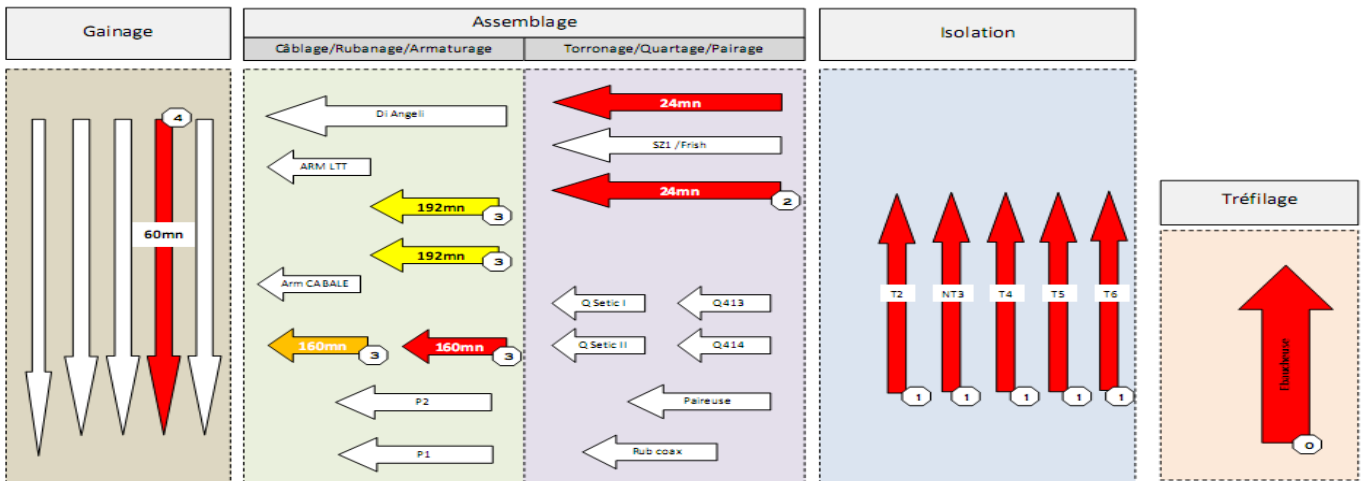 Gainage
Assemblage
Câblage/Rubanage/Armaturage
Torronage/Quartage/Pairage
Isolation
Tréfilage
4
60mn
Di Angeli
ARM LTT
192mn
3
192mn
3
Arm CABALE
160mn
3
160mn
3
P2
P1
24mn
SZ1 /Frish
24mn
2
Q Setic I
Q413
Q Setic II
Q414
Paireuse
Rub coax
T2
NT3
T4
T5
T6
1
1
1
1
1
Ebaucheuse
0